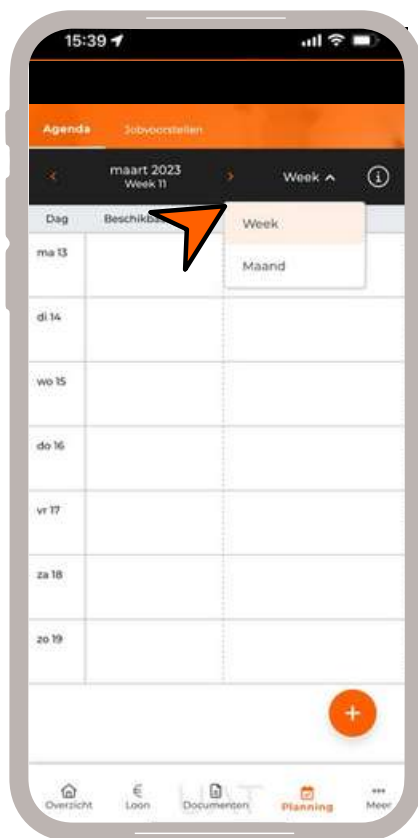 15:39
Agenda Jobvoorstellen
maart 2023
Week 11
Week
Dag
Week
Maand
ma 13
di 14
wo 15
do 16
vr 17
za 18
zo 19
+
Overzicht Loon Documenten Planning Meer